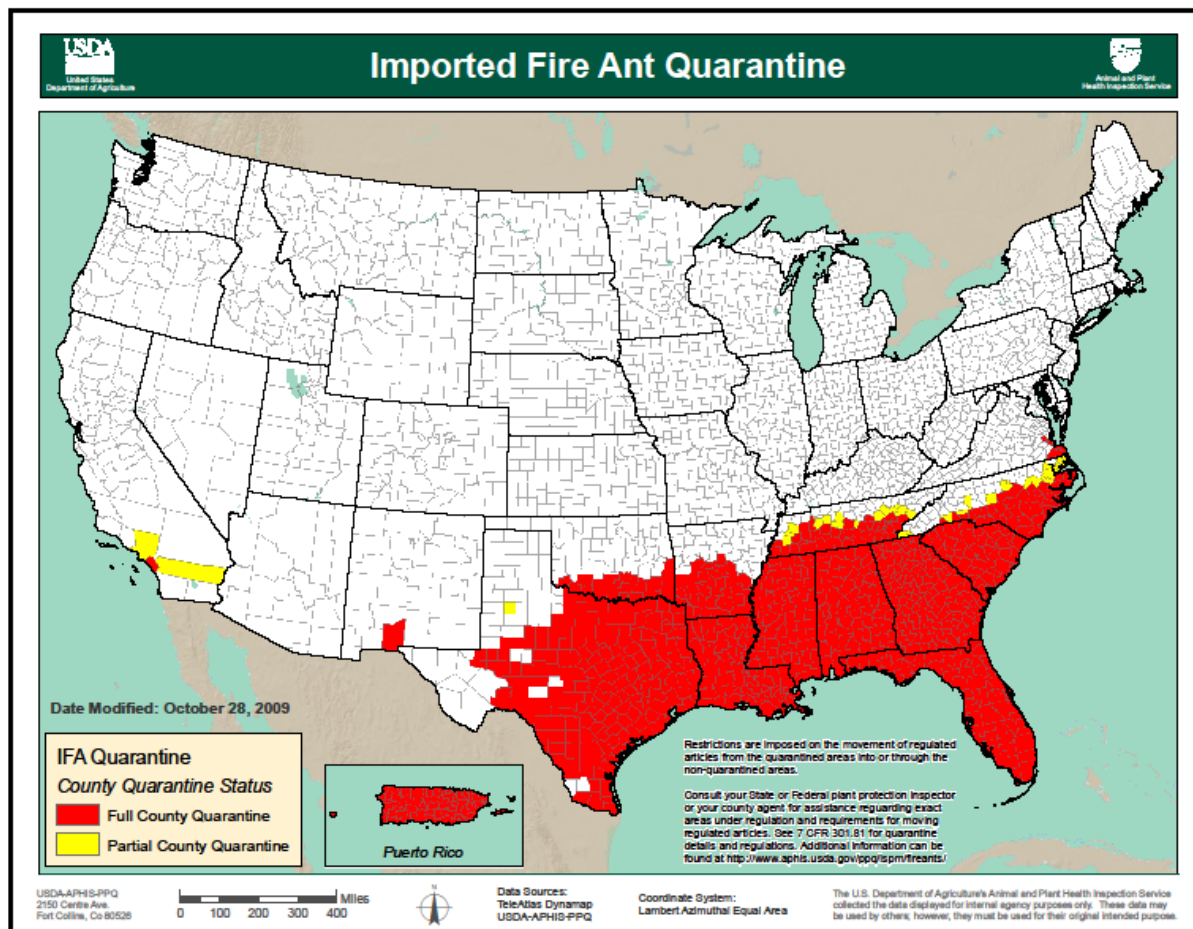 USDA
United States
Department of Agriculture
Imported Fire Ant Quarantine
Animal and Plant
Health Inspection Service
Date Modified: October 28, 2009
IFA Quarantine
County Quarantine Status
Full County Quarantine
Partial County Quarantine
Puerto Rico
Restrictions are imposed on the movement of regulated
articles from the quarantined areas into or through the
non-quarantined areas.
Consult your State or Federal plant protection inspector
or your county agent for assistance reguarding exact
areas under regulation and requirements for moving
regulated articles. See 7 CFR 301.81 for quarantine
details and regulations. Additional information can be
found at http://www.aphis.usda.gov/ppq/ispm/fireants/
USDA-APHIS-PPQ
2150 Centre Ave.
Fort Collins, Co 80526
Miles
0 100 200 300 400
N
Data Sources:
TeleAtlas Dynamap
USDA-APHIS-PPQ
Coordinate System:
Lambert Azimuthal Equal Area
The U.S. Department of Agriculture's Animal and Plant Health Inspection Service
collected the data displayed for internal agency purposes only. These data may
be used by others; however, they must be used for their original intended purpose.